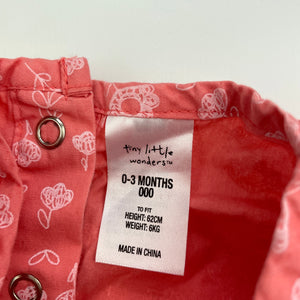 tiny little
wonders™
0-3 MONTHS
000
TO FIT
HEIGHT: 62CM
WEIGHT: 6KG
MADE IN CHINA